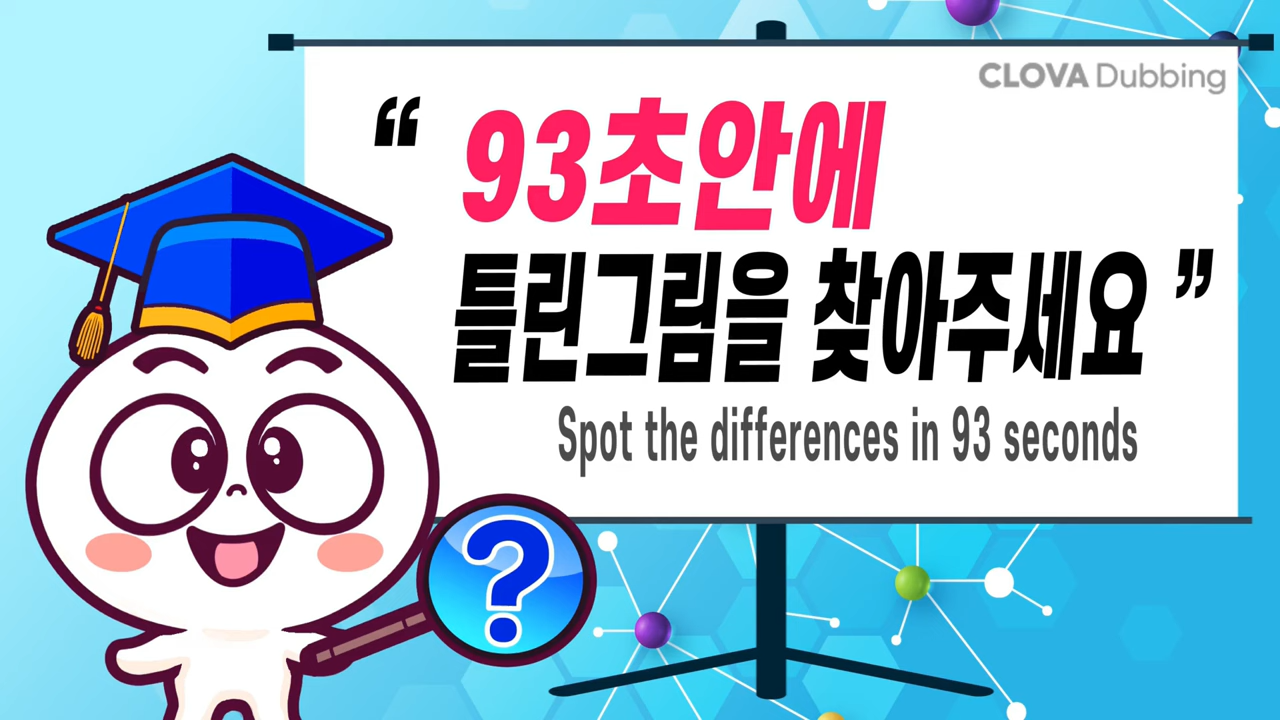 CLOVA Dubbing
“ 93초안에
틀린그림을 찾아주세요 ”
Spot the differences in 93 seconds
?